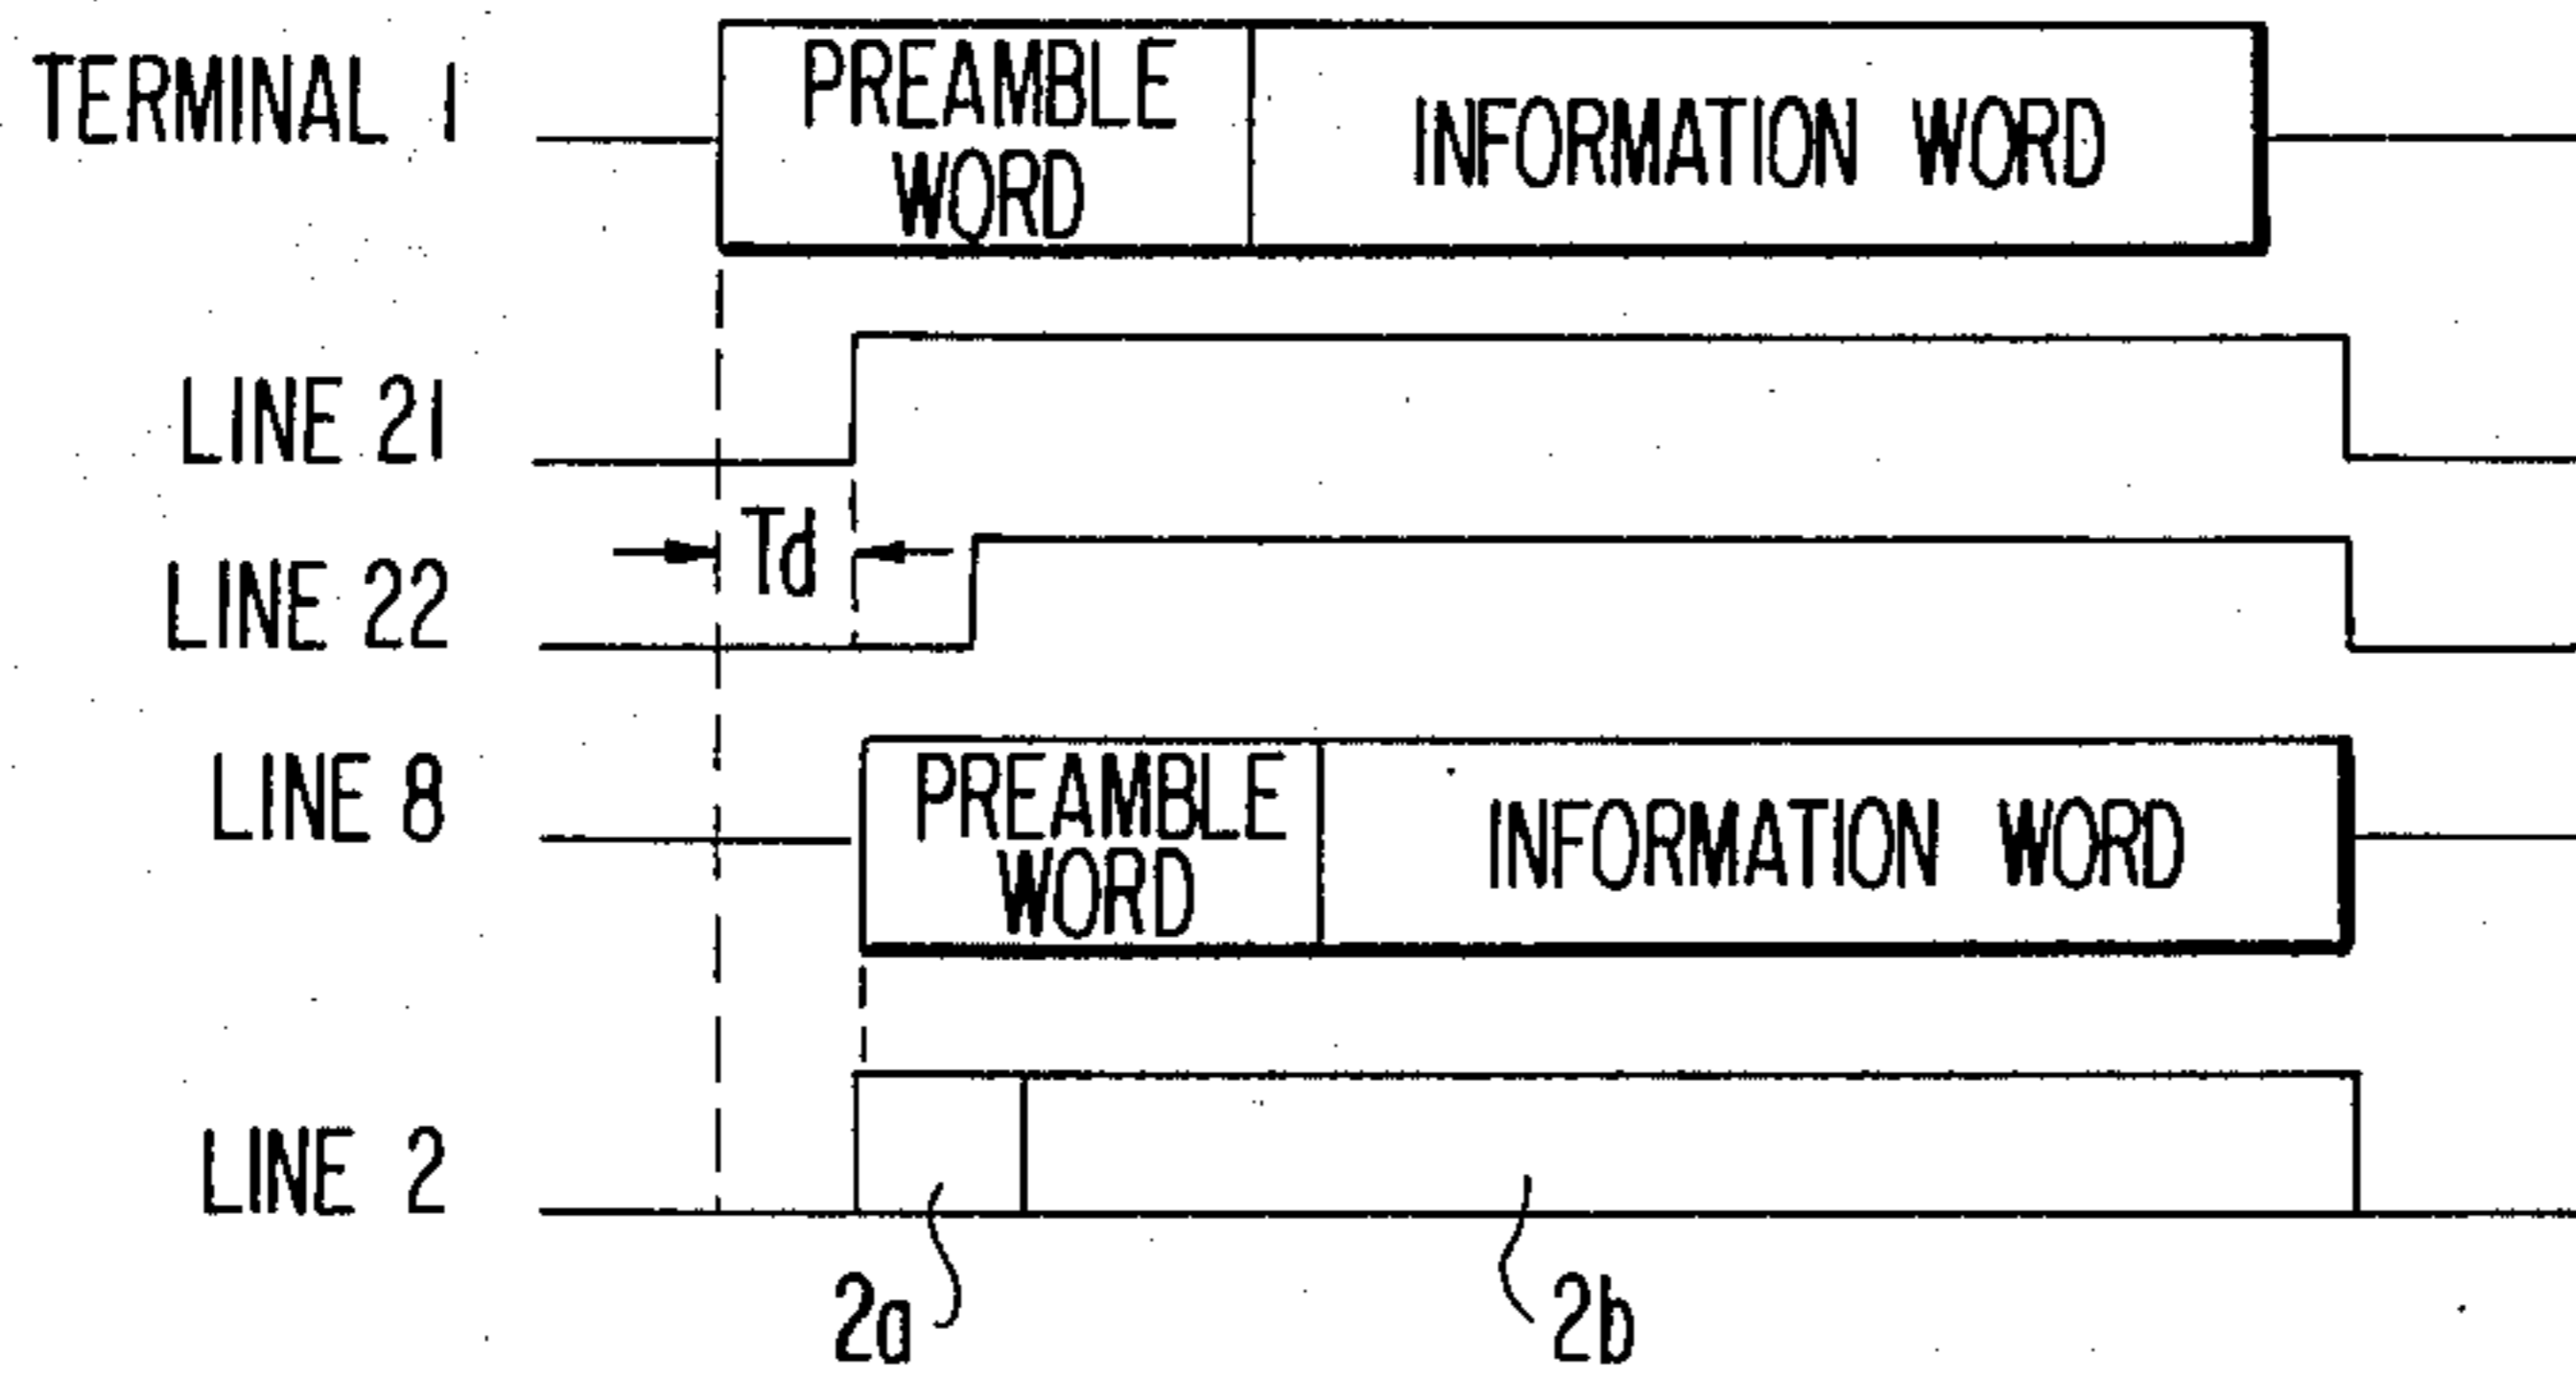 TERMINAL 1
PREAMBLE
WORD
INFORMATION WORD
LINE 21
Td
LINE 22
LINE 8
PREAMBLE
WORD
INFORMATION WORD
LINE 2
2a
2b